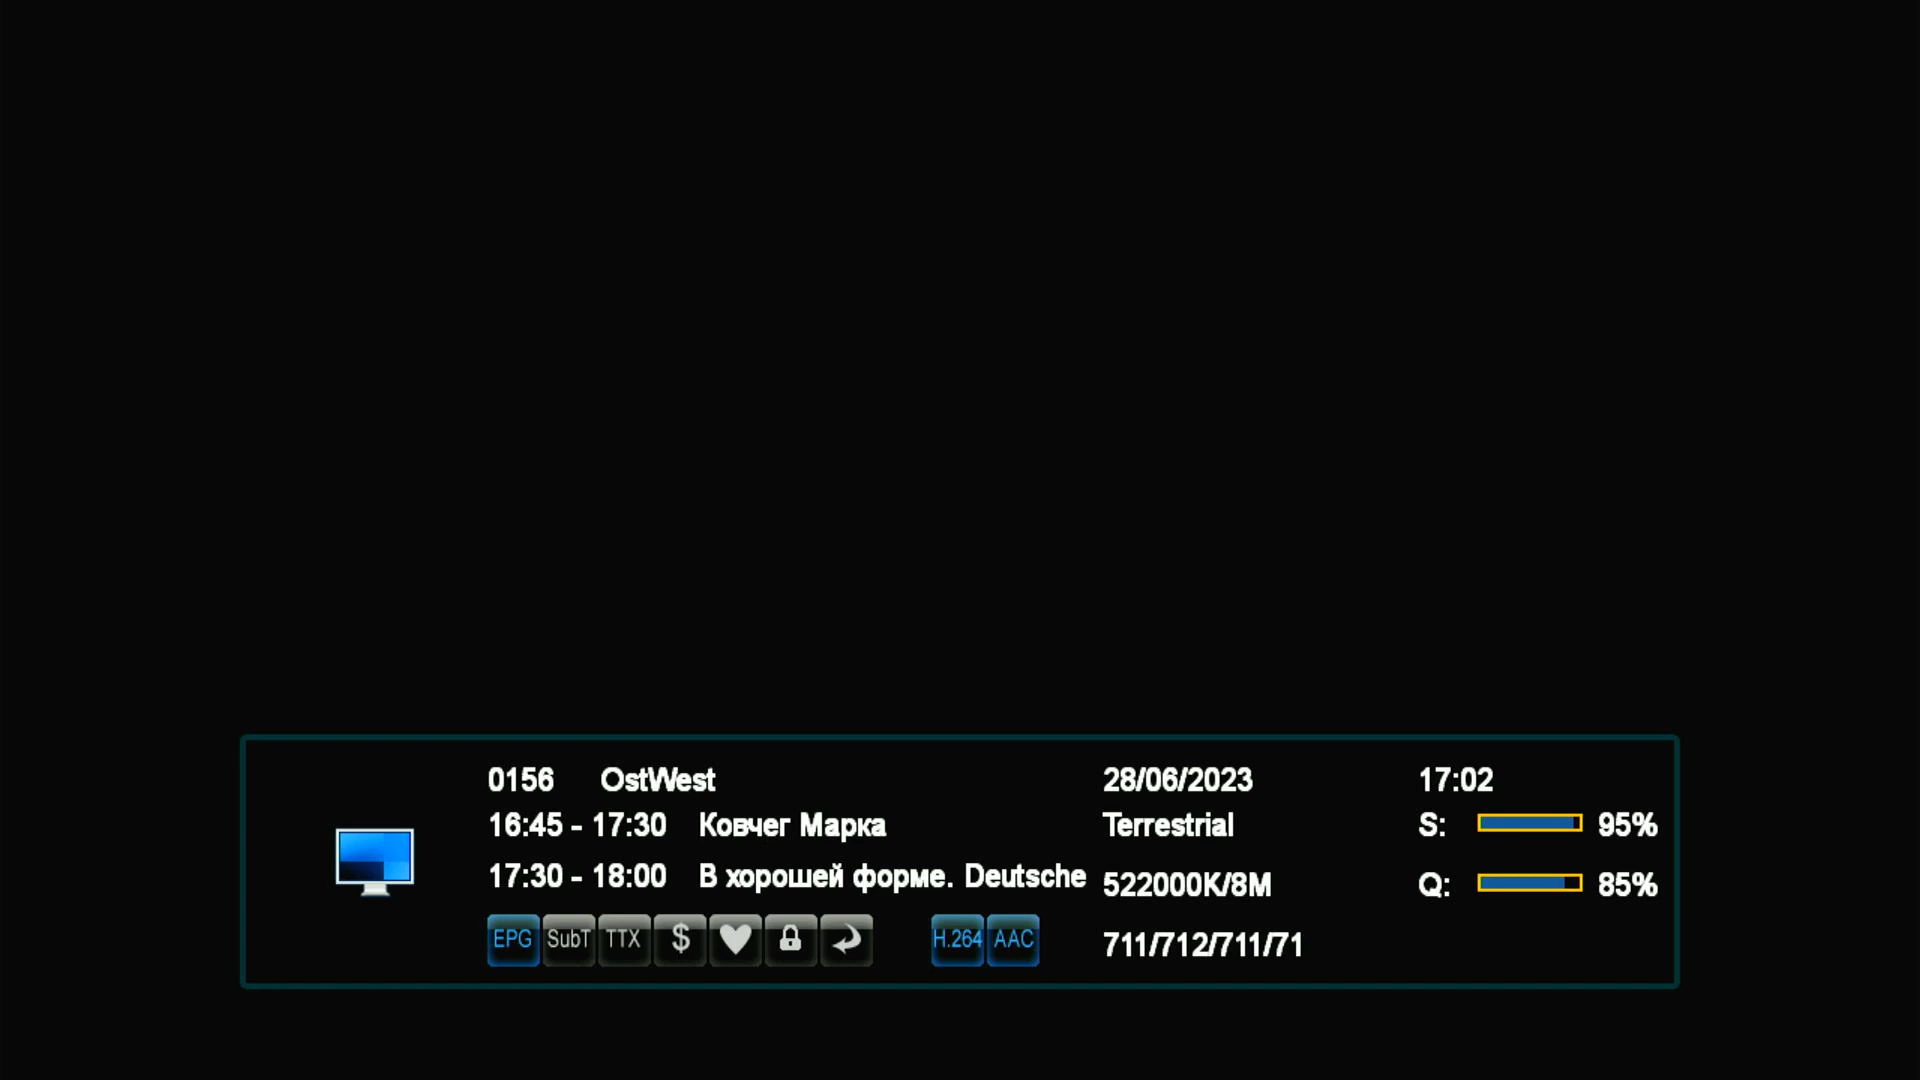 0156 OstWest 28/06/2023 17:02
16:45 - 17:30 Ковчег Марка Terrestrial S: 95%
17:30 - 18:00 В хорошей форме. Deutsche 522000K/8M Q: 85%
EPG SubT TTX $ H.264 AAC 711/712/711/71